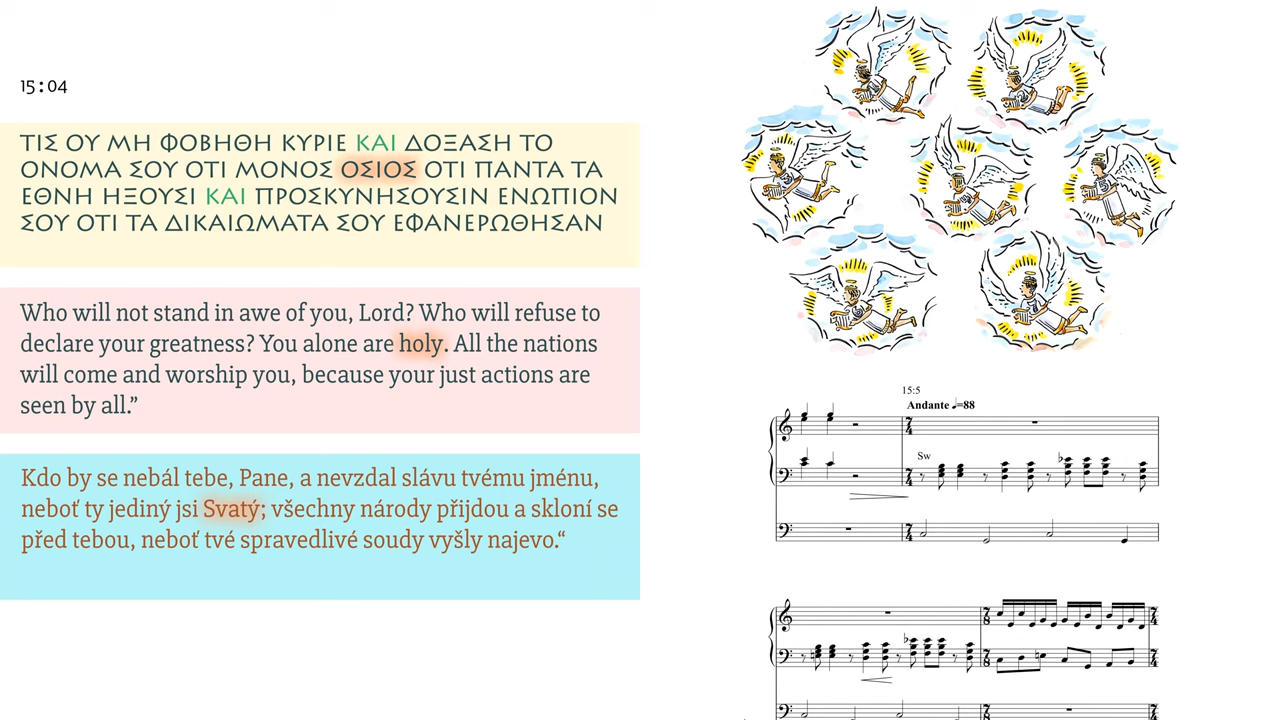 15:04
ΤΙΣ ΟΥ ΜΗ ΦΟΒΗΘΗ ΚΥΡΙΕ ΚΑΙ ΔΟΞΑΣΗ ΤΟ
ΟΝΟΜΑ ΣΟΥ ΟΤΙ ΜΟΝΟΣ ΟΣΙΟΣ ΟΤΙ ΠΑΝΤΑ ΤΑ
ΕΘΝΗ ΗΞΟΥΣΙ ΚΑΙ ΠΡΟΣΚΥΝΗΣΟΥΣΙΝ ΕΝΩΠΙΟΝ
ΣΟΥ ΟΤΙ ΤΑ ΔΙΚΑΙΩΜΑΤΑ ΣΟΥ ΕΦΑΝΕΡΩΘΗΣΑΝ
Who will not stand in awe of you, Lord? Who will refuse to
declare your greatness? You alone are holy. All the nations
will come and worship you, because your just actions are
seen by all.”
Kdo by se nebál tebe, Pane, a nevzdal slávu tvému jménu,
neboť ty jediný jsi Svatý; všechny národy přijdou a skloní se
před tebou, neboť tvé spravedlivé soudy vyšly najevo.“
15:5
Andante ♩=88
Sw